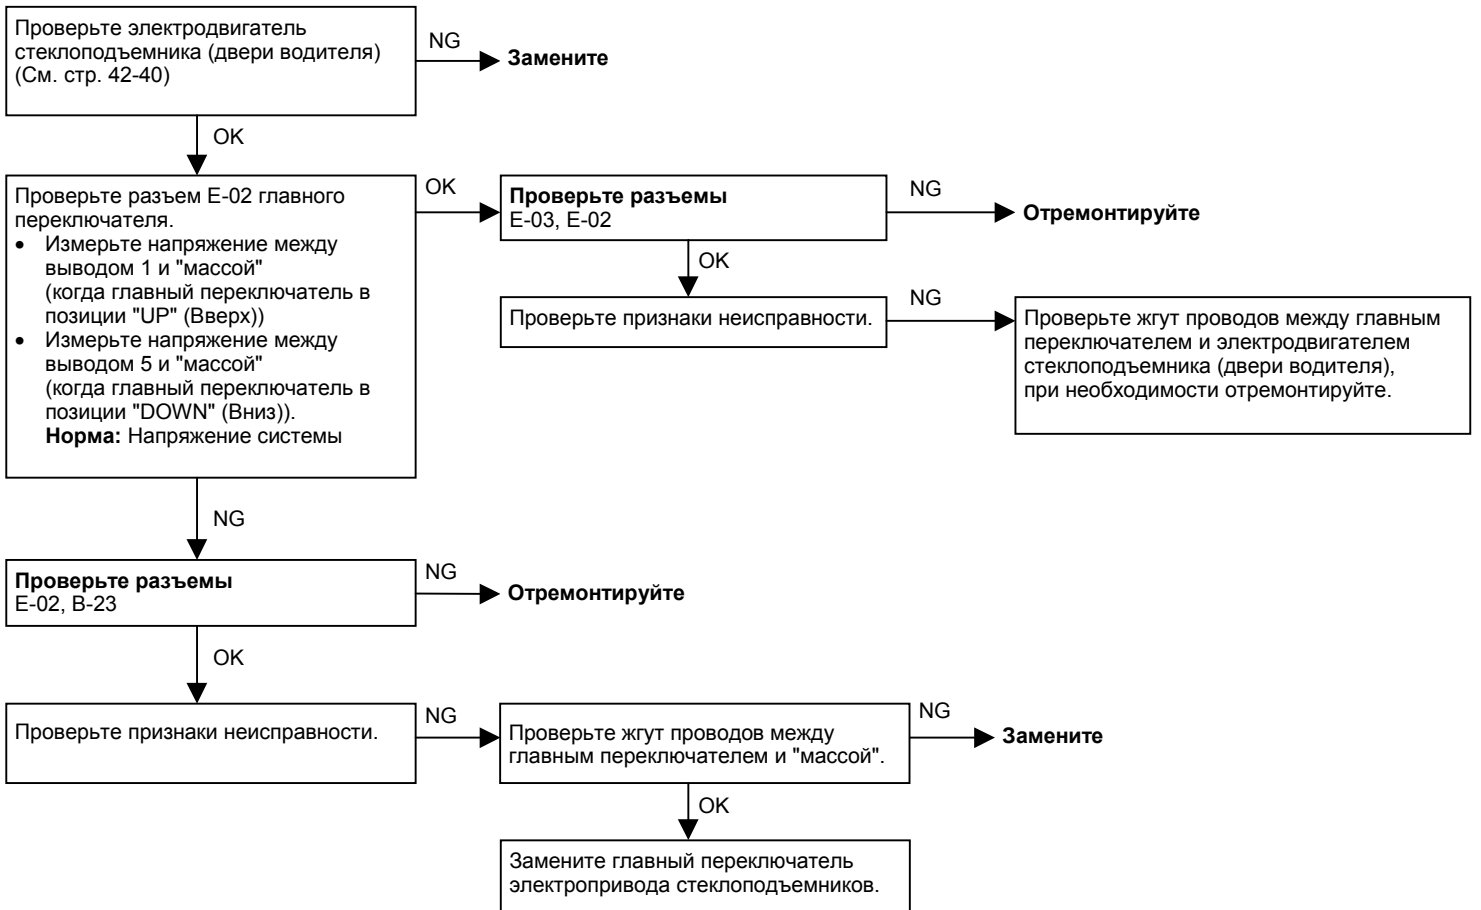 Проверьте электродвигатель
стеклоподъемника (двери водителя)
(См. стр. 42-40)
NG
Замените
OK
Проверьте разъем E-02 главного
переключателя.
• Измерьте напряжение между
выводом 1 и "массой"
(когда главный переключатель в
позиции "UP" (Вверх))
• Измерьте напряжение между
выводом 5 и "массой"
(когда главный переключатель в
позиции "DOWN" (Вниз)).
Норма: Напряжение системы
OK
Проверьте разъемы
E-03, E-02
NG
Отремонтируйте
OK
Проверьте признаки неисправности.
NG
Проверьте жгут проводов между главным
переключателем и электродвигателем
стеклоподъемника (двери водителя),
при необходимости отремонтируйте.
NG
Проверьте разъемы
E-02, B-23
NG
Отремонтируйте
OK
Проверьте признаки неисправности.
NG
Проверьте жгут проводов между
главным переключателем и "массой".
NG
Замените
OK
Замените главный переключатель
электропривода стеклоподъемников.